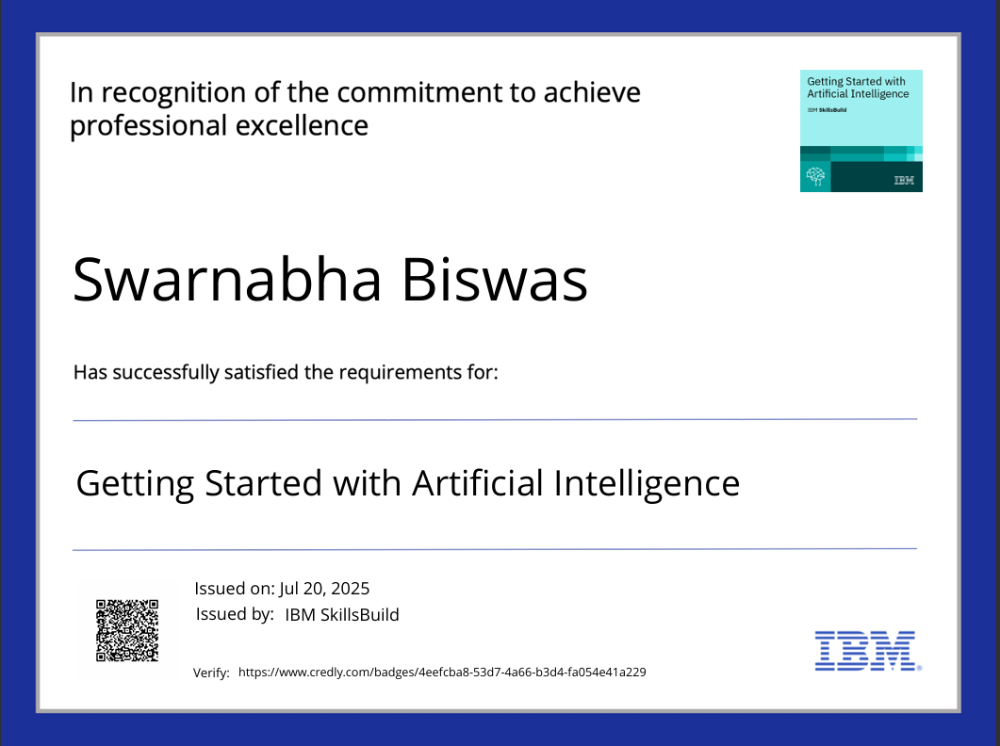 In recognition of the commitment to achieve
professional excellence
Getting Started with
Artificial Intelligence
IBM SkillsBuild
IBM
Swarnabha Biswas
Has successfully satisfied the requirements for:
Getting Started with Artificial Intelligence
Issued on: Jul 20, 2025
Issued by: IBM SkillsBuild
Verify: https://www.credly.com/badges/4eefcba8-53d7-4a66-b3d4-fa054e41a229
IBM®